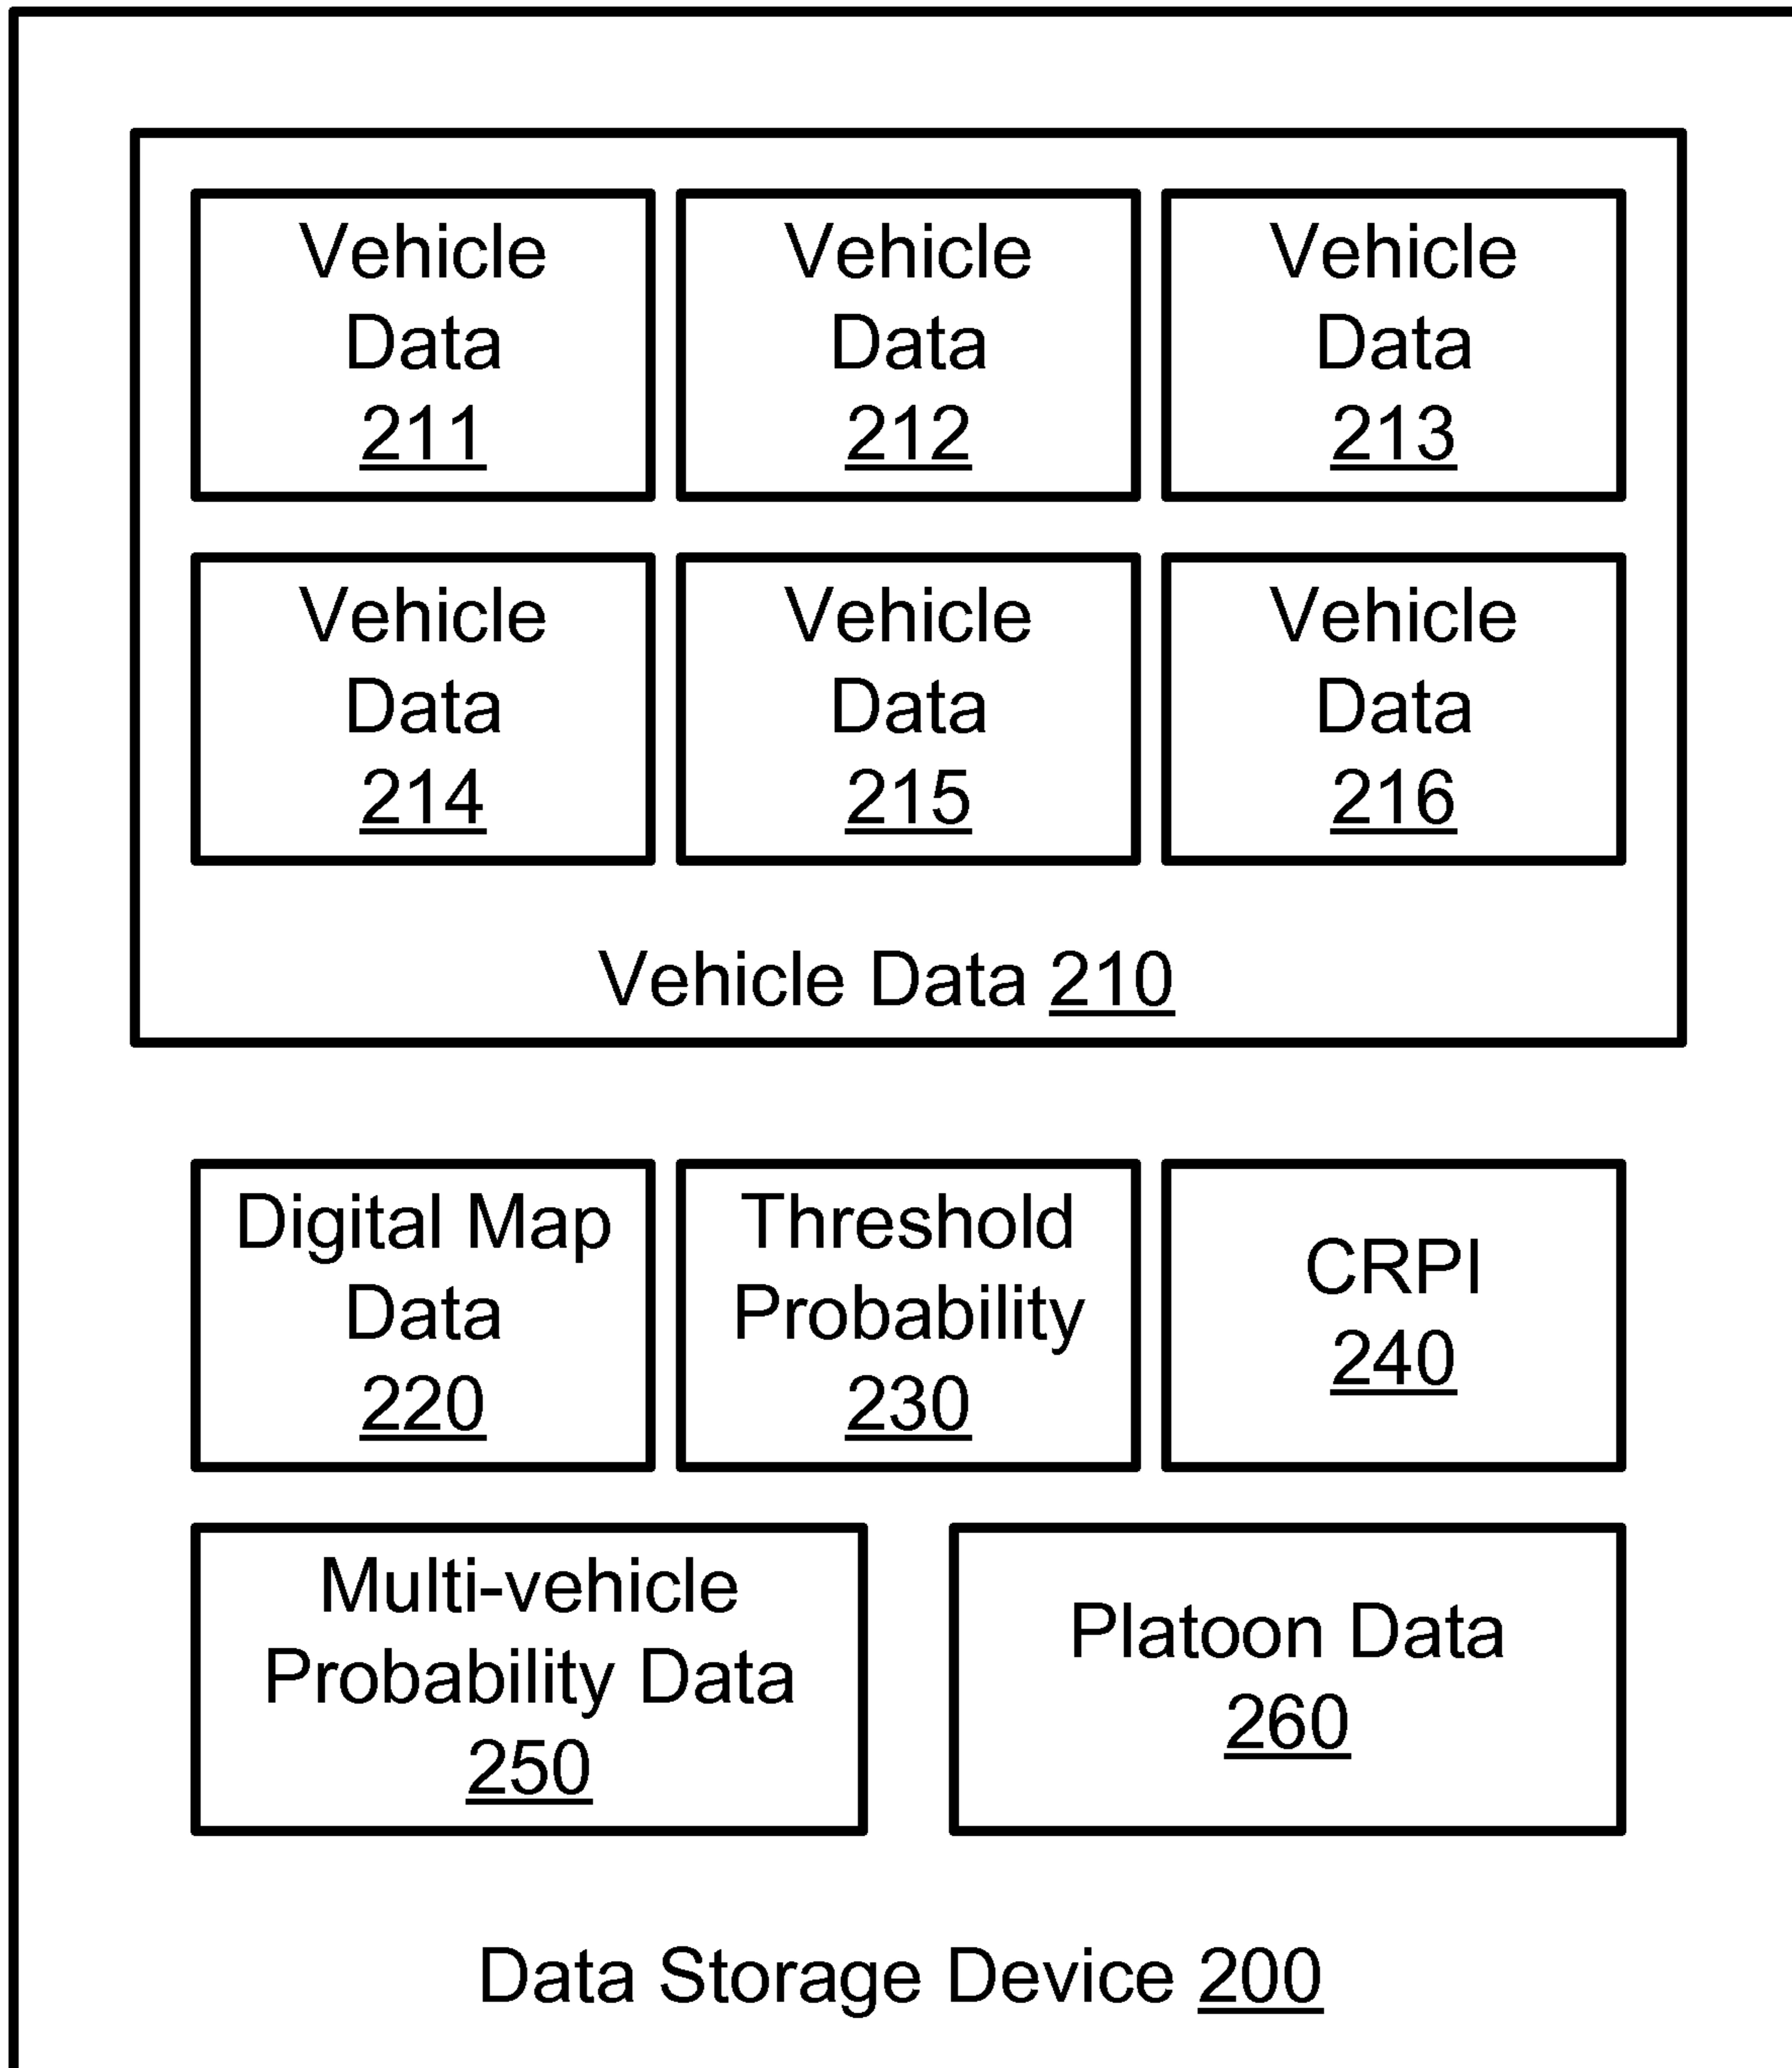 Vehicle
Data
211
Vehicle
Data
212
Vehicle
Data
213
Vehicle
Data
214
Vehicle
Data
215
Vehicle
Data
216
Vehicle Data 210
Digital Map
Data
220
Threshold
Probability
230
CRPI
240
Multi-vehicle
Probability Data
250
Platoon Data
260
Data Storage Device 200